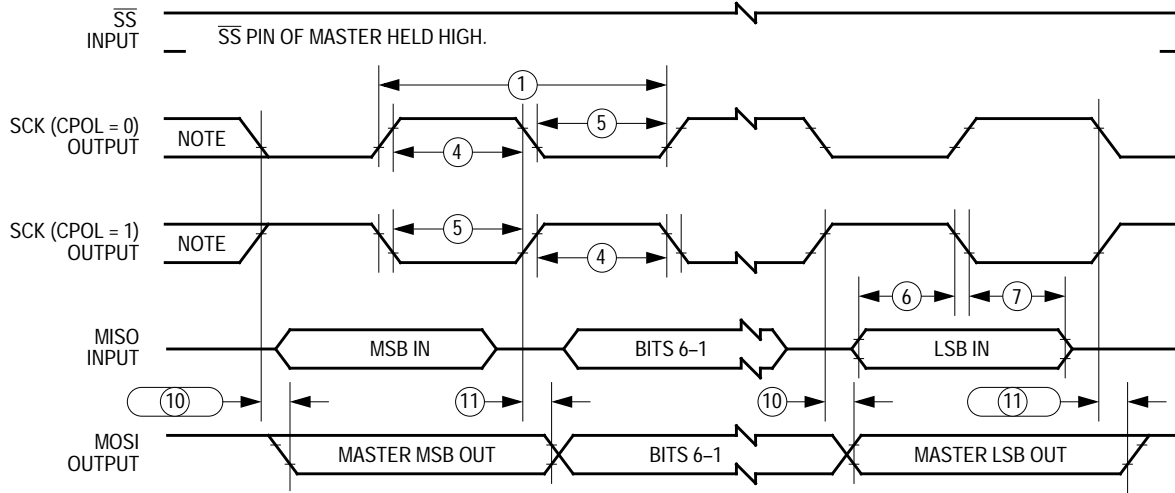 SS
INPUT
SS PIN OF MASTER HELD HIGH.
1
SCK (CPOL = 0)
OUTPUT
NOTE
5
4
SCK (CPOL = 1)
OUTPUT
NOTE
5
4
6
7
MISO
INPUT
MSB IN
BITS 6–1
LSB IN
10
11
10
11
MOSI
OUTPUT
MASTER MSB OUT
BITS 6–1
MASTER LSB OUT